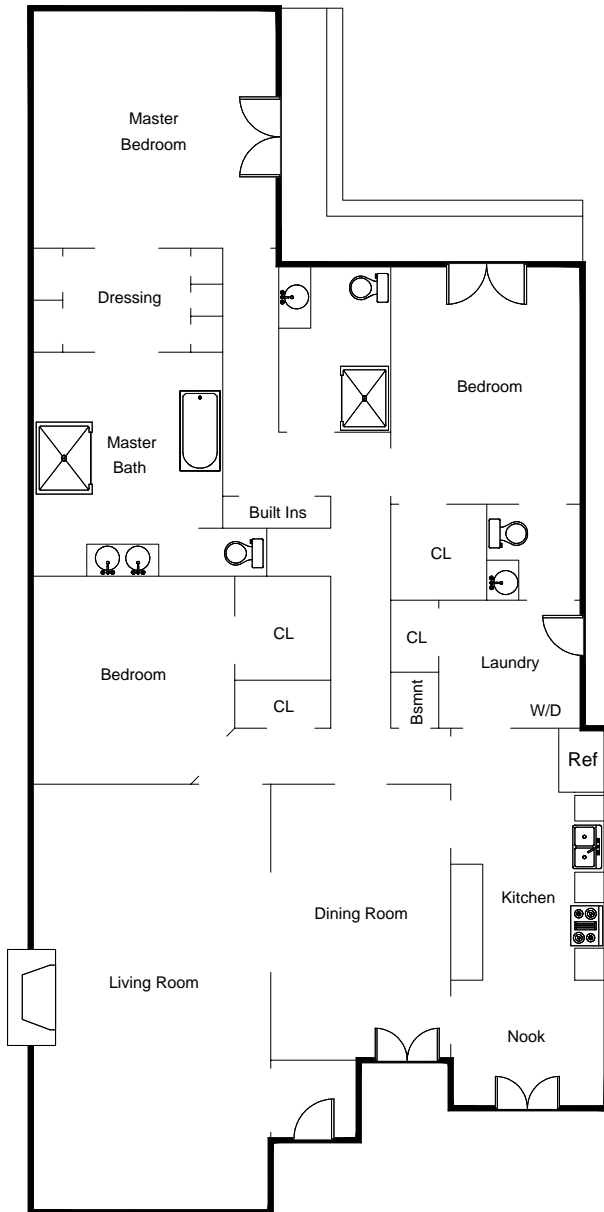 Master
Bedroom
Dressing
Bedroom
Master
Bath
Built Ins
CL
CL
CL
Bedroom
Laundry
CL
Bsmnt
W/D
Ref
Kitchen
Dining Room
Living Room
Nook